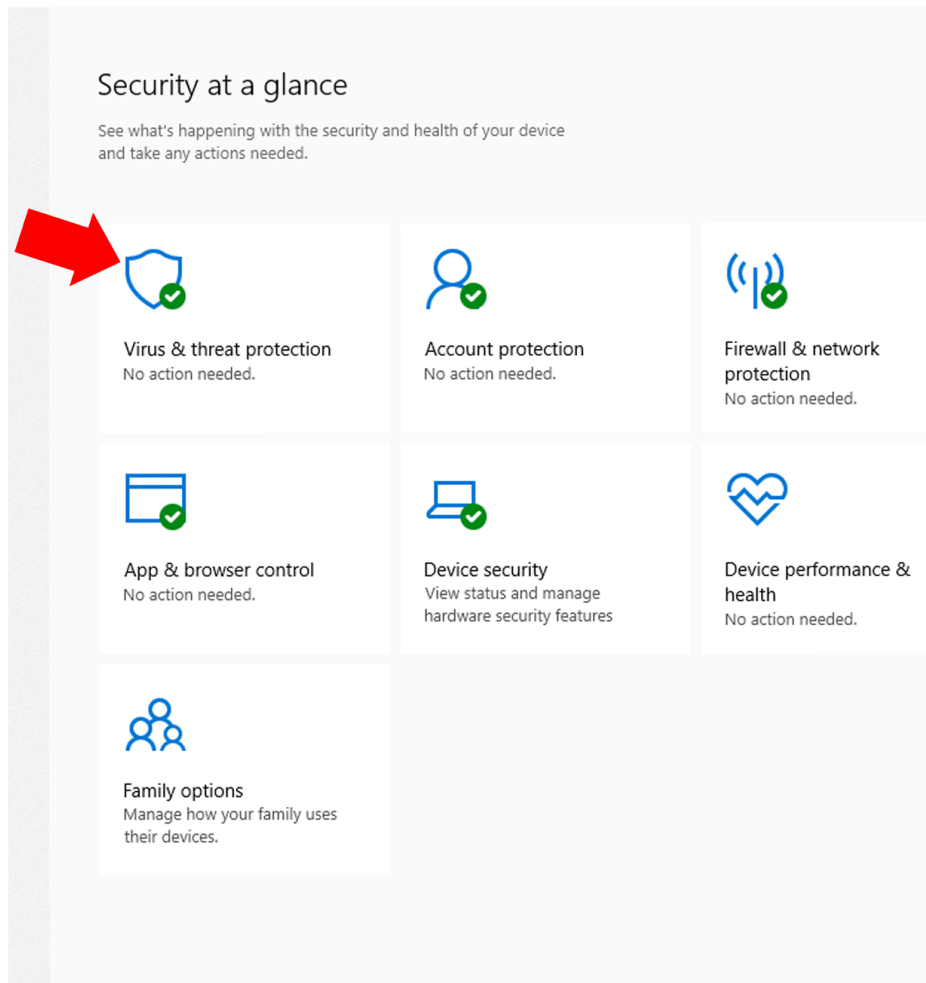 Security at a glance
See what's happening with the security and health of your device
and take any actions needed.
Virus & threat protection
No action needed.
Account protection
No action needed.
Firewall & network
protection
No action needed.
App & browser control
No action needed.
Device security
View status and manage
hardware security features
Device performance &
health
No action needed.
Family options
Manage how your family uses
their devices.